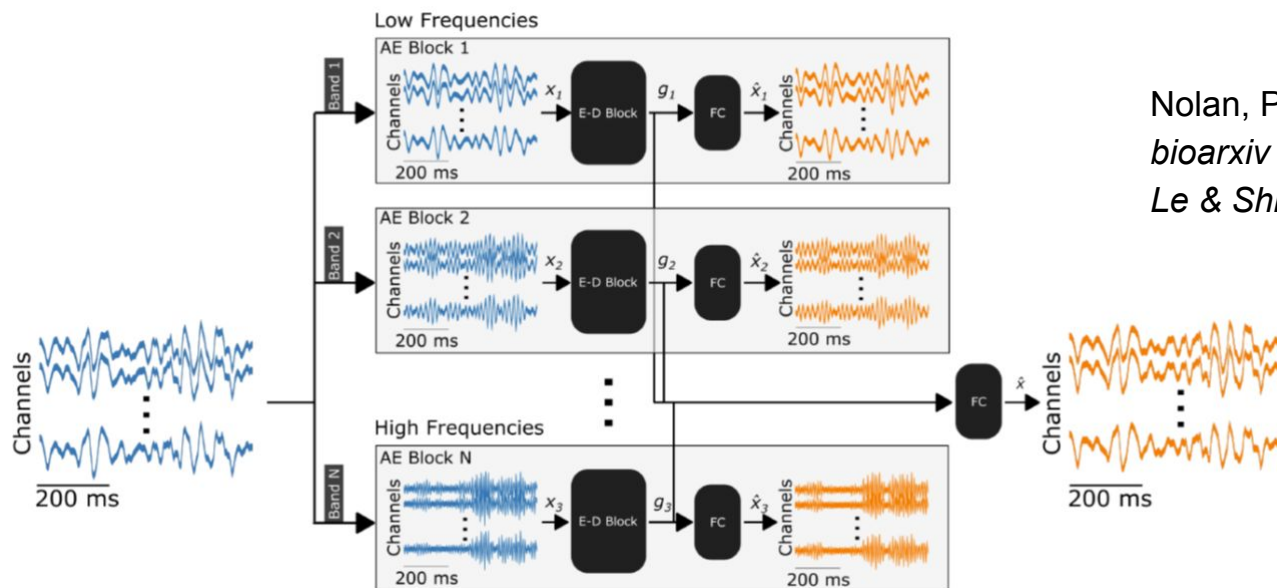 Low Frequencies
AE Block 1
Band 1
Channels
200 ms
x₁
E-D Block
g₁
FC
x̂₁
Channels
200 ms
Nolan, P
bioarxiv
Le & Sh
AE Block 2
Band 2
Channels
200 ms
x₂
E-D Block
g₂
FC
x̂₂
Channels
200 ms
Channels
200 ms
FC
x̂
Channels
200 ms
High Frequencies
AE Block N
Band N
Channels
200 ms
x₃
E-D Block
g₃
FC
x̂₃
Channels
200 ms